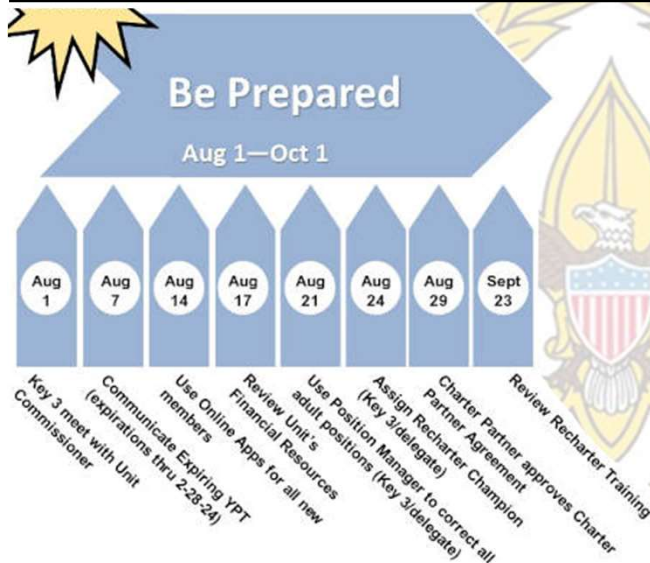 Be Prepared
Aug 1—Oct 1
Aug
1
Aug
7
Aug
14
Aug
17
Aug
21
Aug
24
Aug
29
Sept
23
Key 3 meet with Unit
Commissioner
Communicate Expiring YPT
(expirations thru 2-28-24)
Use Online Apps for all new
members
Review Unit's
Financial Resources
Use Position Manager to correct all
adult positions (Key 3/delegate)
Assign Recharter Champion
(Key 3/delegate)
Charter Partner approves Charter
Partner Agreement
Review Recharter Training